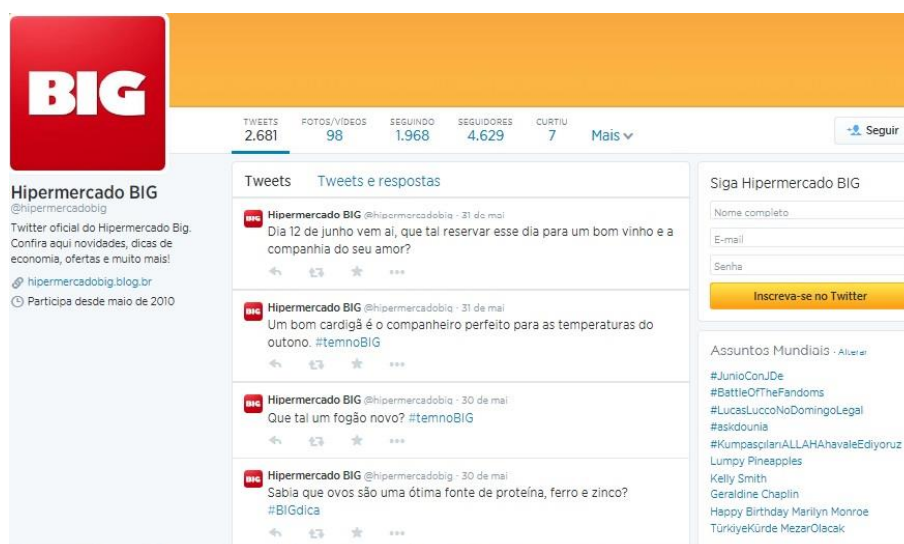 BIG
TWEETS
2.681
FOTOS/VÍDEOS
98
SEGUINDO
1.968
SEGUIDORES
4.629
CURTIU
7
Mais
Seguir
Hipermercado BIG
@hipermercadobig
Twitter oficial do Hipermercado Big.
Confira aqui novidades, dicas de
economia, ofertas e muito mais!
hipermercadobig.blog.br
Participa desde maio de 2010
Tweets Tweets e respostas
BIG Hipermercado BIG @hipermercadobig · 31 de mai
Dia 12 de junho vem ai, que tal reservar esse dia para um bom vinho e a
companhia do seu amor?
BIG Hipermercado BIG @hipermercadobig · 31 de mai
Um bom cardigã é o companheiro perfeito para as temperaturas do
outono. #temnoBIG
BIG Hipermercado BIG @hipermercadobig · 30 de mai
Que tal um fogão novo? #temnoBIG
BIG Hipermercado BIG @hipermercadobig · 30 de mai
Sabia que ovos são uma ótima fonte de proteína, ferro e zinco?
#BIGdica
Siga Hipermercado BIG
Nome completo
E-mail
Senha
Inscreva-se no Twitter
Assuntos Mundiais · Alterar
#JunioConJDe
#BattleOfTheFandoms
#LucasLuccoNoDomingoLegal
#askdounia
#KumpasçılarıALLAHAhavaleEdiyoruz
Lumpy Pineapples
Kelly Smith
Geraldine Chaplin
Happy Birthday Marilyn Monroe
TürkiyeKürde MezarOlacak